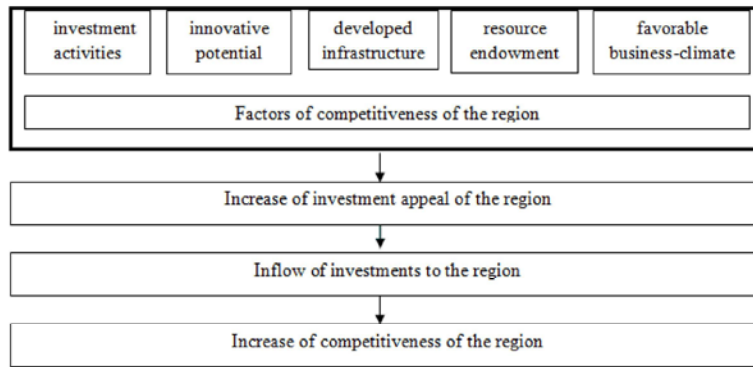 investment
activities
innovative
potential
developed
infrastructure
resource
endowment
favorable
business-climate
Factors of competitiveness of the region
Increase of investment appeal of the region
Inflow of investments to the region
Increase of competitiveness of the region